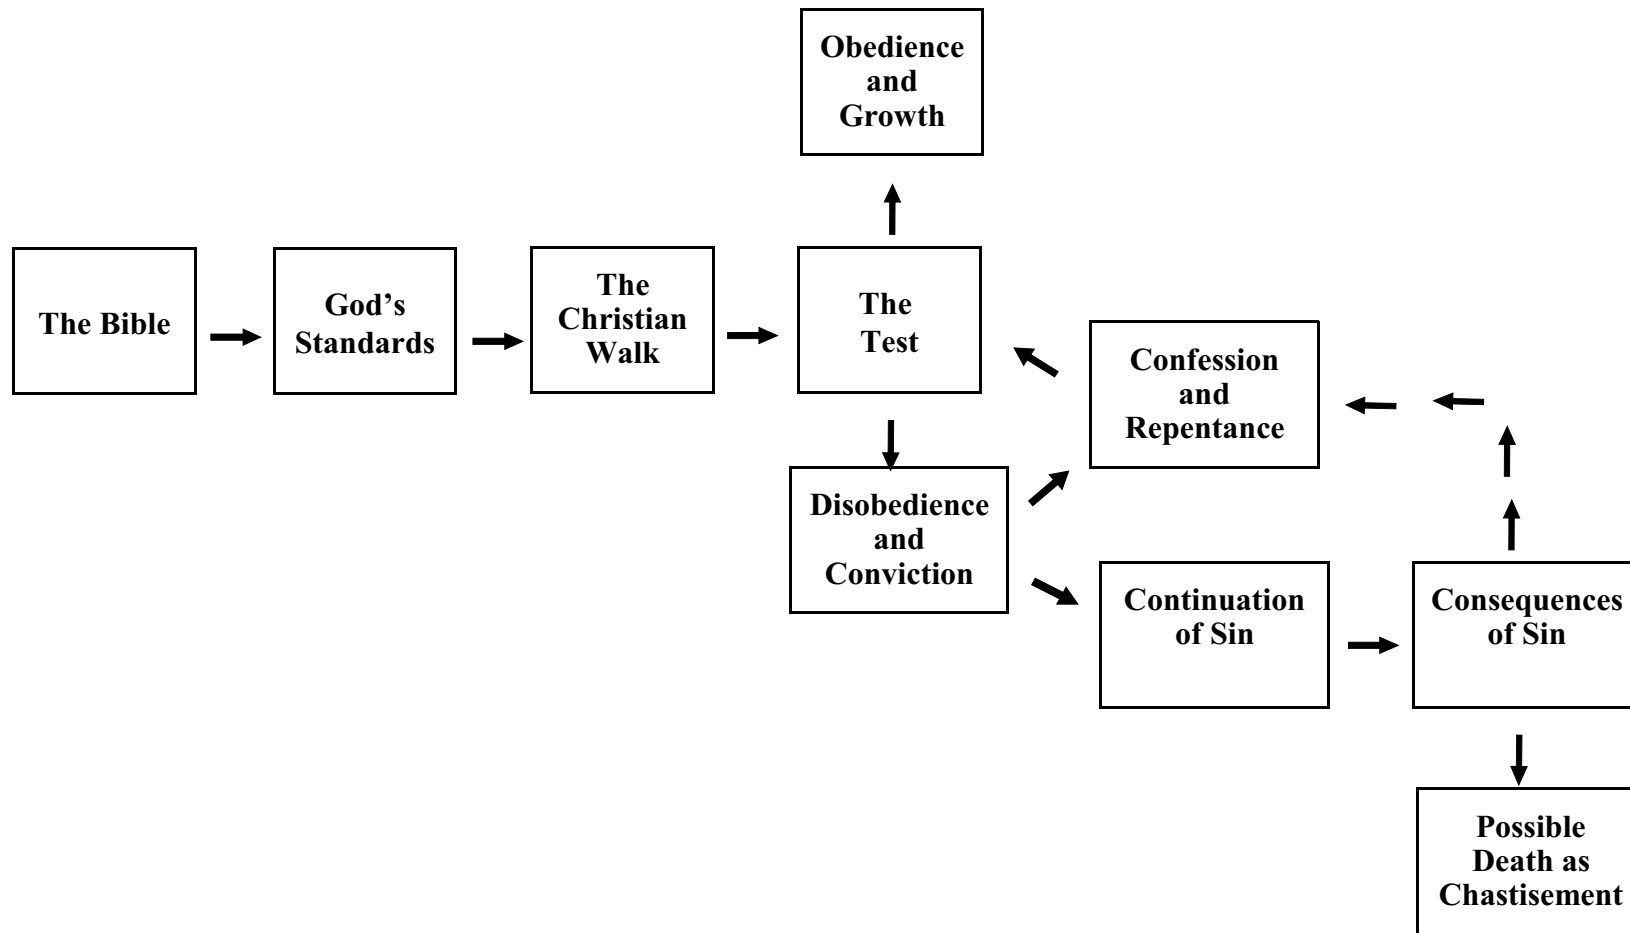 Obedience
and
Growth
The Bible
God’s
Standards
The
Christian
Walk
The
Test
Confession
and
Repentance
Disobedience
and
Conviction
Continuation
of Sin
Consequences
of Sin
Possible
Death as
Chastisement